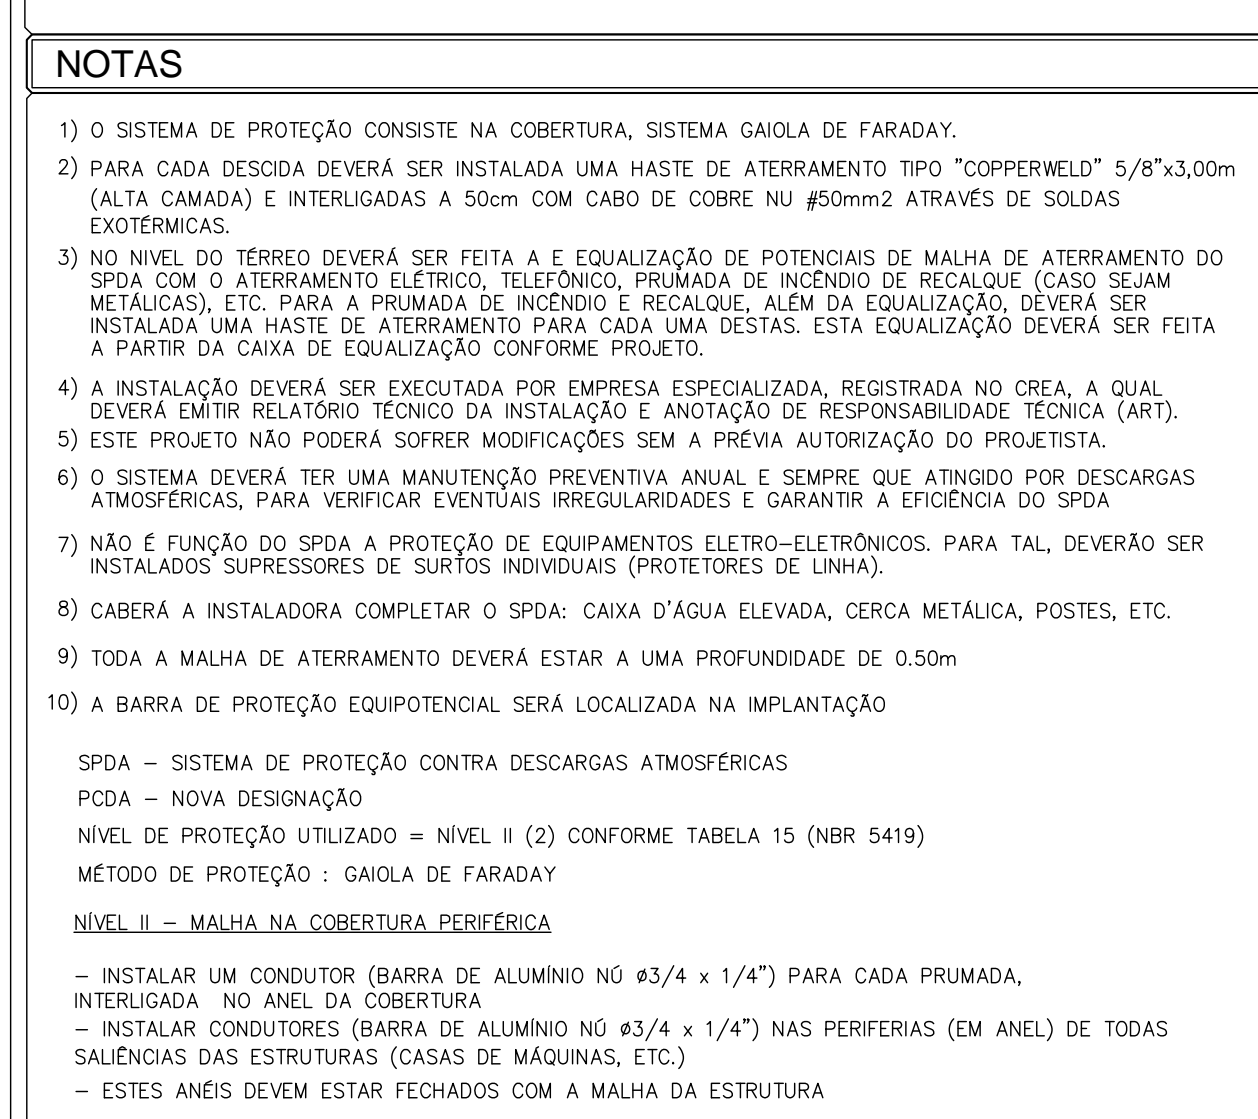 NOTAS
1) O SISTEMA DE PROTEÇÃO CONSISTE NA COBERTURA, SISTEMA GAIOLA DE FARADAY.
2) PARA CADA DESCIDA DEVERÁ SER INSTALADA UMA HASTE DE ATERRAMENTO TIPO "COPPERWELD" 5/8"x3,00m
(ALTA CAMADA) E INTERLIGADAS A 50cm COM CABO DE COBRE NU #50mm2 ATRAVÉS DE SOLDAS
EXOTÉRMICAS.
3) NO NIVEL DO TÉRREO DEVERÁ SER FEITA A E EQUALIZAÇÃO DE POTENCIAIS DE MALHA DE ATERRAMENTO DO
SPDA COM O ATERRAMENTO ELÉTRICO, TELEFÔNICO, PRUMADA DE INCÊNDIO DE RECALQUE (CASO SEJAM
METÁLICAS), ETC. PARA A PRUMADA DE INCÊNDIO E RECALQUE, ALÉM DA EQUALIZAÇÃO, DEVERÁ SER
INSTALADA UMA HASTE DE ATERRAMENTO PARA CADA UMA DESTAS. ESTA EQUALIZAÇÃO DEVERÁ SER FEITA
A PARTIR DA CAIXA DE EQUALIZAÇÃO CONFORME PROJETO.
4) A INSTALAÇÃO DEVERÁ SER EXECUTADA POR EMPRESA ESPECIALIZADA, REGISTRADA NO CREA, A QUAL
DEVERÁ EMITIR RELATÓRIO TÉCNICO DA INSTALAÇÃO E ANOTAÇÃO DE RESPONSABILIDADE TÉCNICA (ART).
5) ESTE PROJETO NÃO PODERÁ SOFRER MODIFICAÇÕES SEM A PRÉVIA AUTORIZAÇÃO DO PROJETISTA.
6) O SISTEMA DEVERÁ TER UMA MANUTENÇÃO PREVENTIVA ANUAL E SEMPRE QUE ATINGIDO POR DESCARGAS
ATMOSFÉRICAS, PARA VERIFICAR EVENTUAIS IRREGULARIDADES E GARANTIR A EFICIÊNCIA DO SPDA
7) NÃO É FUNÇÃO DO SPDA A PROTEÇÃO DE EQUIPAMENTOS ELETRO-ELETRÔNICOS. PARA TAL, DEVERÃO SER
INSTALADOS SUPRESSORES DE SURTOS INDIVIDUAIS (PROTETORES DE LINHA).
8) CABERÁ A INSTALADORA COMPLETAR O SPDA: CAIXA D'ÁGUA ELEVADA, CERCA METÁLICA, POSTES, ETC.
9) TODA A MALHA DE ATERRAMENTO DEVERÁ ESTAR A UMA PROFUNDIDADE DE 0.50m
10) A BARRA DE PROTEÇÃO EQUIPOTENCIAL SERÁ LOCALIZADA NA IMPLANTAÇÃO
SPDA – SISTEMA DE PROTEÇÃO CONTRA DESCARGAS ATMOSFÉRICAS
PCDA – NOVA DESIGNAÇÃO
NÍVEL DE PROTEÇÃO UTILIZADO = NÍVEL II (2) CONFORME TABELA 15 (NBR 5419)
MÉTODO DE PROTEÇÃO : GAIOLA DE FARADAY
NÍVEL II – MALHA NA COBERTURA PERIFÉRICA
– INSTALAR UM CONDUTOR (BARRA DE ALUMÍNIO NÚ ø3/4 x 1/4") PARA CADA PRUMADA,
INTERLIGADA NO ANEL DA COBERTURA
– INSTALAR CONDUTORES (BARRA DE ALUMÍNIO NÚ ø3/4 x 1/4") NAS PERIFERIAS (EM ANEL) DE TODAS
SALIÊNCIAS DAS ESTRUTURAS (CASAS DE MÁQUINAS, ETC.)
– ESTES ANÉIS DEVEM ESTAR FECHADOS COM A MALHA DA ESTRUTURA